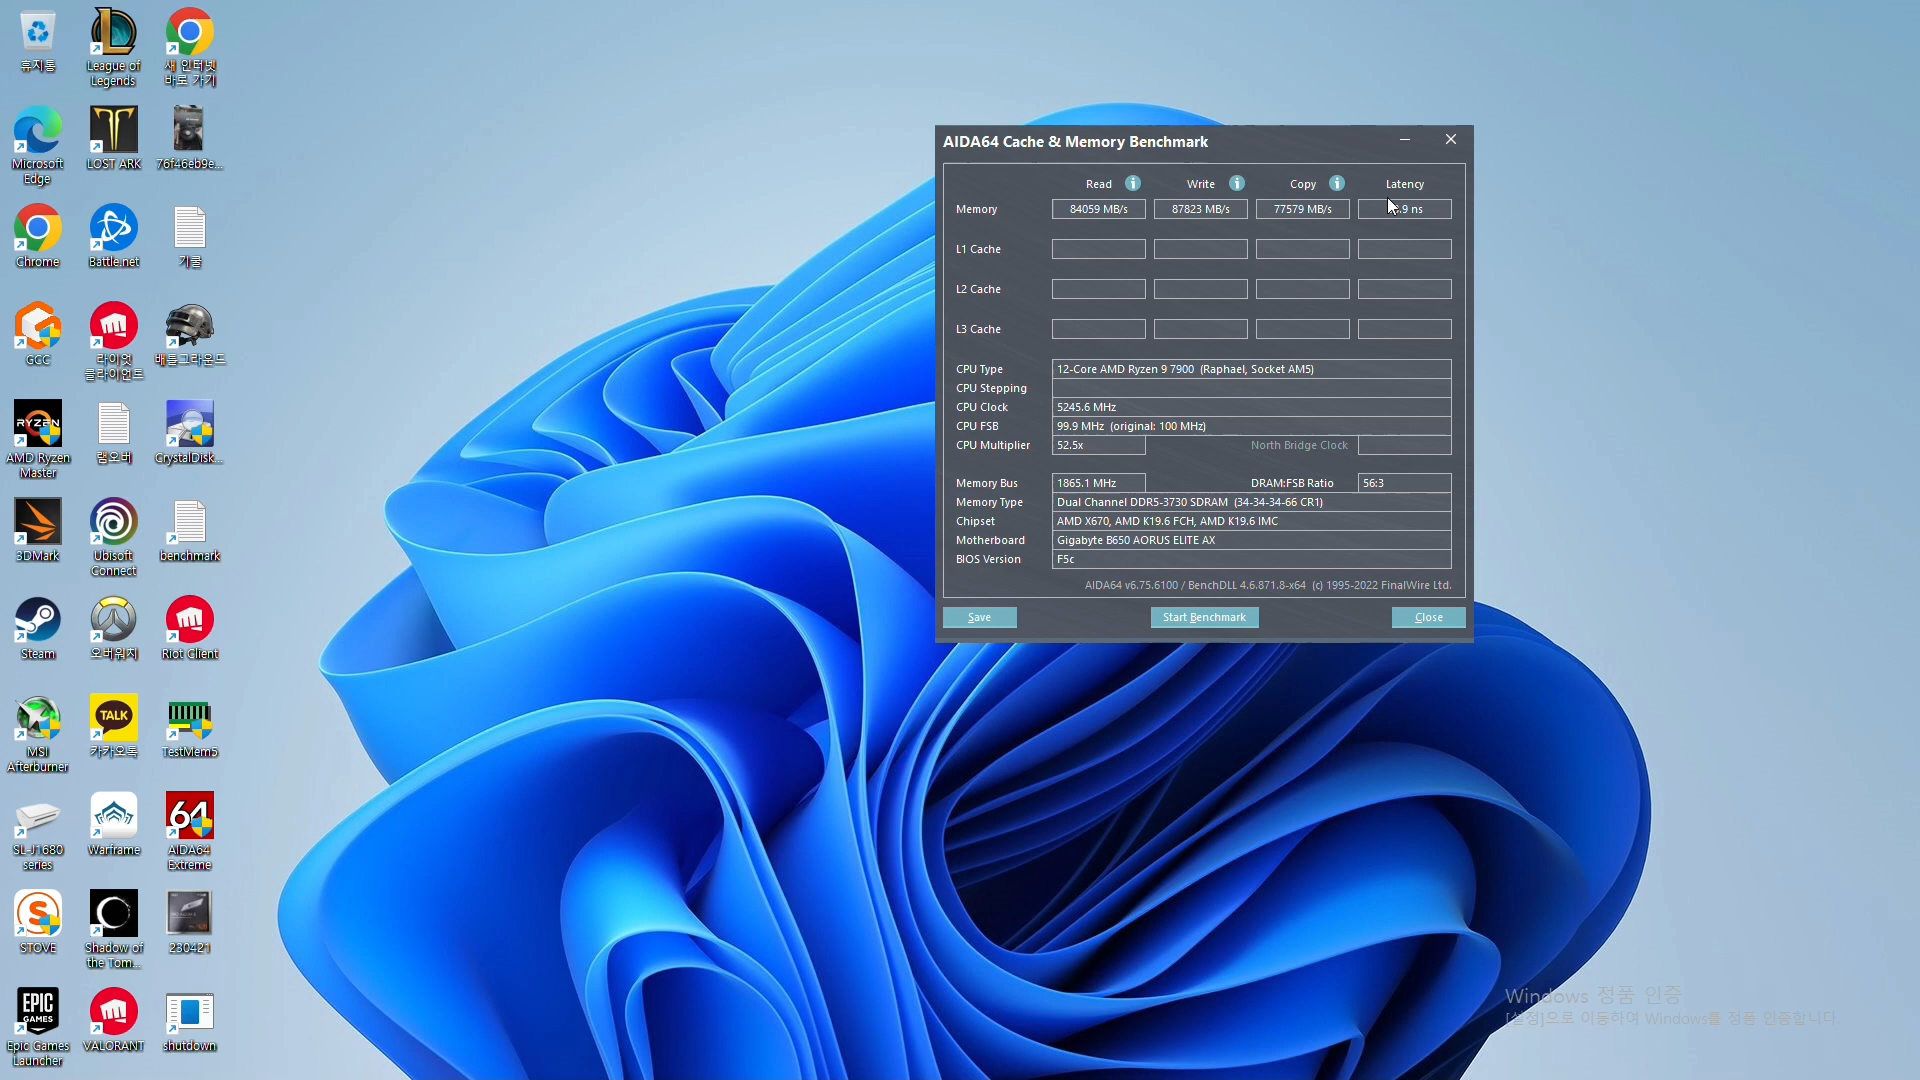 휴지통
League of
Legends
새 인터넷
바로 가기
Microsoft
Edge
LOST ARK
76f46eb9e...
Chrome
Battle.net
기쿨
GCC
라이엇
클라이언트
배틀그라운드
RYZEN
AMD Ryzen
Master
램오버
CrystalDisk...
3DMark
Ubisoft
Connect
benchmark
Steam
오버워치
Riot Client
MSI
Afterburner
TALK
카카오톡
TestMem5
SL-J1680
series
Warframe
64
AIDA64
Extreme
STOVE
Shadow of
the Tom...
230421
EPIC
GAMES
Epic Games
Launcher
VALORANT
shutdown
AIDA64 Cache & Memory Benchmark
Read Write Copy Latency
Memory 84059 MB/s 87823 MB/s 77579 MB/s .9 ns
L1 Cache
L2 Cache
L3 Cache
CPU Type 12-Core AMD Ryzen 9 7900 (Raphael, Socket AM5)
CPU Stepping
CPU Clock 5245.6 MHz
CPU FSB 99.9 MHz (original: 100 MHz)
CPU Multiplier 52.5x North Bridge Clock
Memory Bus 1865.1 MHz DRAM:FSB Ratio 56:3
Memory Type Dual Channel DDR5-3730 SDRAM (34-34-34-66 CR1)
Chipset AMD X670, AMD K19.6 FCH, AMD K19.6 IMC
Motherboard Gigabyte B650 AORUS ELITE AX
BIOS Version F5c
AIDA64 v6.75.6100 / BenchDLL 4.6.871.8-x64 (c) 1995-2022 FinalWire Ltd.
Save Start Benchmark Close
Windows 정품 인증
[설정]으로 이동하여 Windows를 정품 인증합니다.